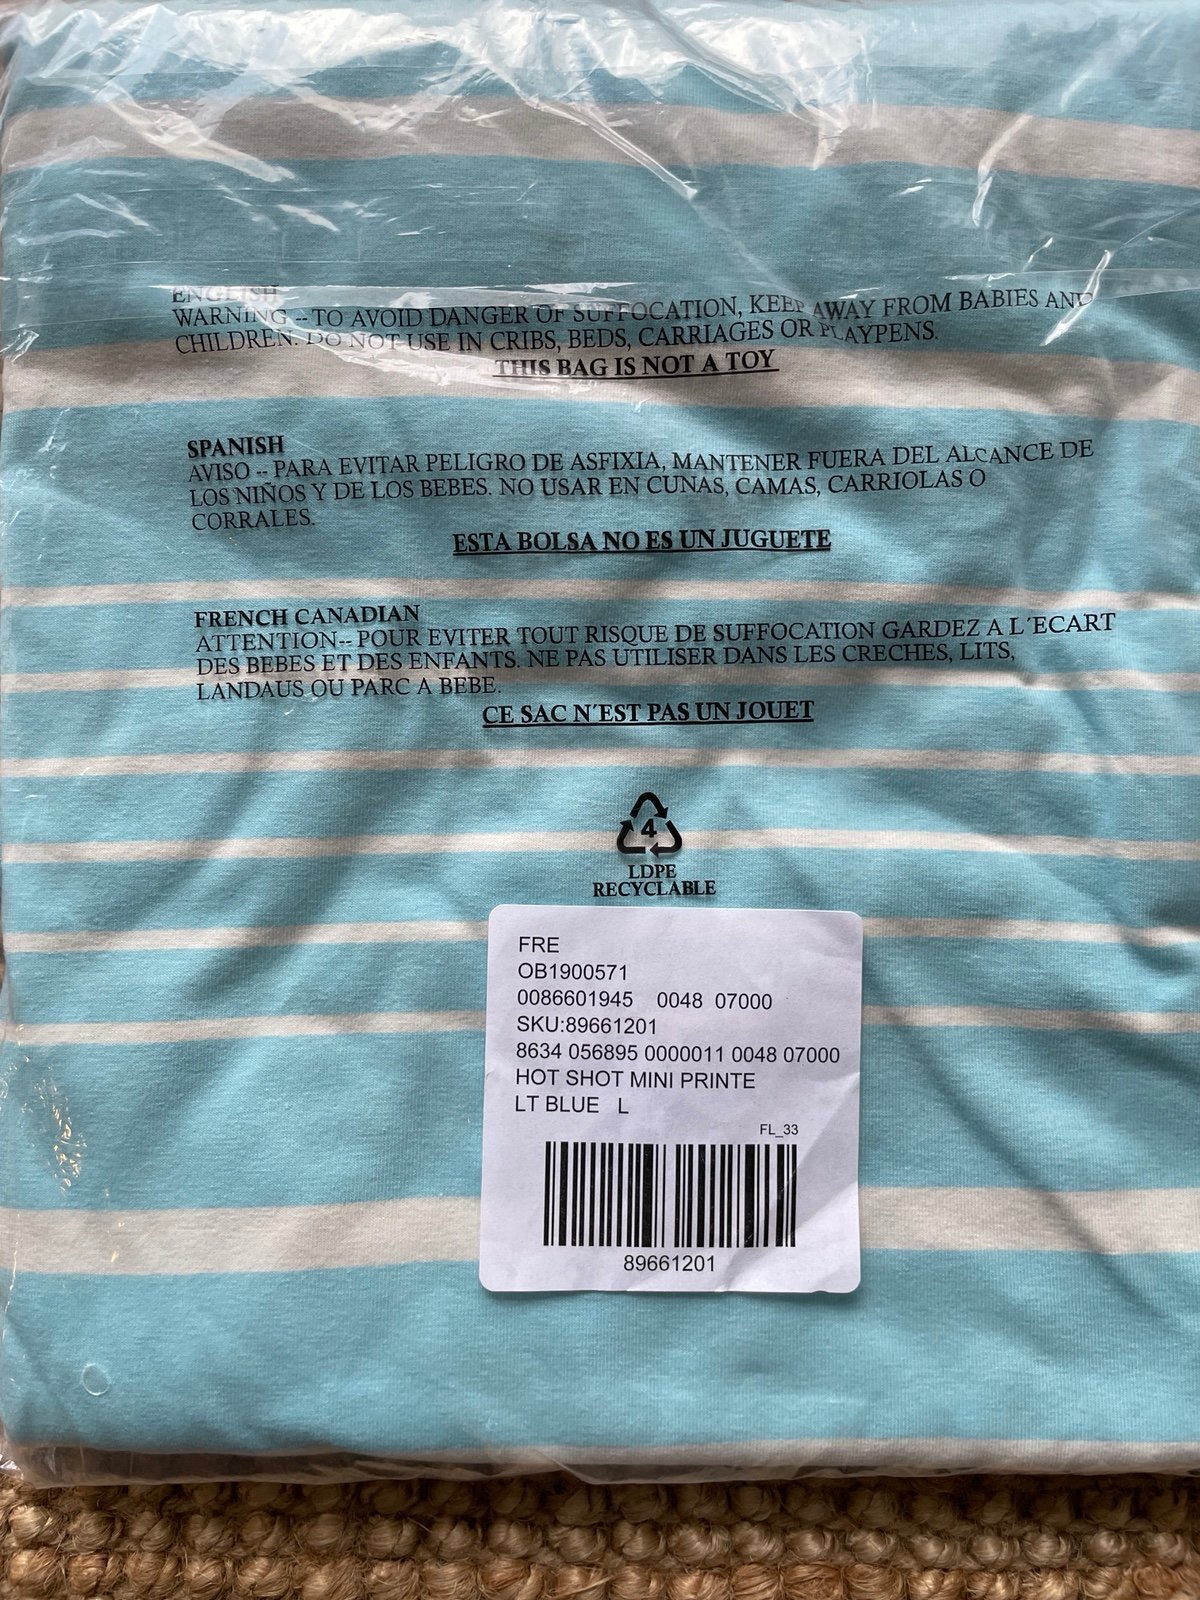 ENGLISH
WARNING -- TO AVOID DANGER OF SUFFOCATION, KEEP AWAY FROM BABIES AND
CHILDREN. DO NOT USE IN CRIBS, BEDS, CARRIAGES OR PLAYPENS.
THIS BAG IS NOT A TOY
SPANISH
AVISO -- PARA EVITAR PELIGRO DE ASFIXIA, MANTENER FUERA DEL ALCANCE DE
LOS NIÑOS Y DE LOS BEBES. NO USAR EN CUNAS, CAMAS, CARRIOLAS O
CORRALES.
ESTA BOLSA NO ES UN JUGUETE
FRENCH CANADIAN
ATTENTION-- POUR EVITER TOUT RISQUE DE SUFFOCATION GARDEZ A L´ECART
DES BEBES ET DES ENFANTS. NE PAS UTILISER DANS LES CRECHES, LITS,
LANDAUS OU PARC A BEBE.
CE SAC N´EST PAS UN JOUET
4
LDPE
RECYCLABLE
FRE
OB1900571
0086601945 0048 07000
SKU:89661201
8634 056895 0000011 0048 07000
HOT SHOT MINI PRINTE
LT BLUE L
FL_33
89661201